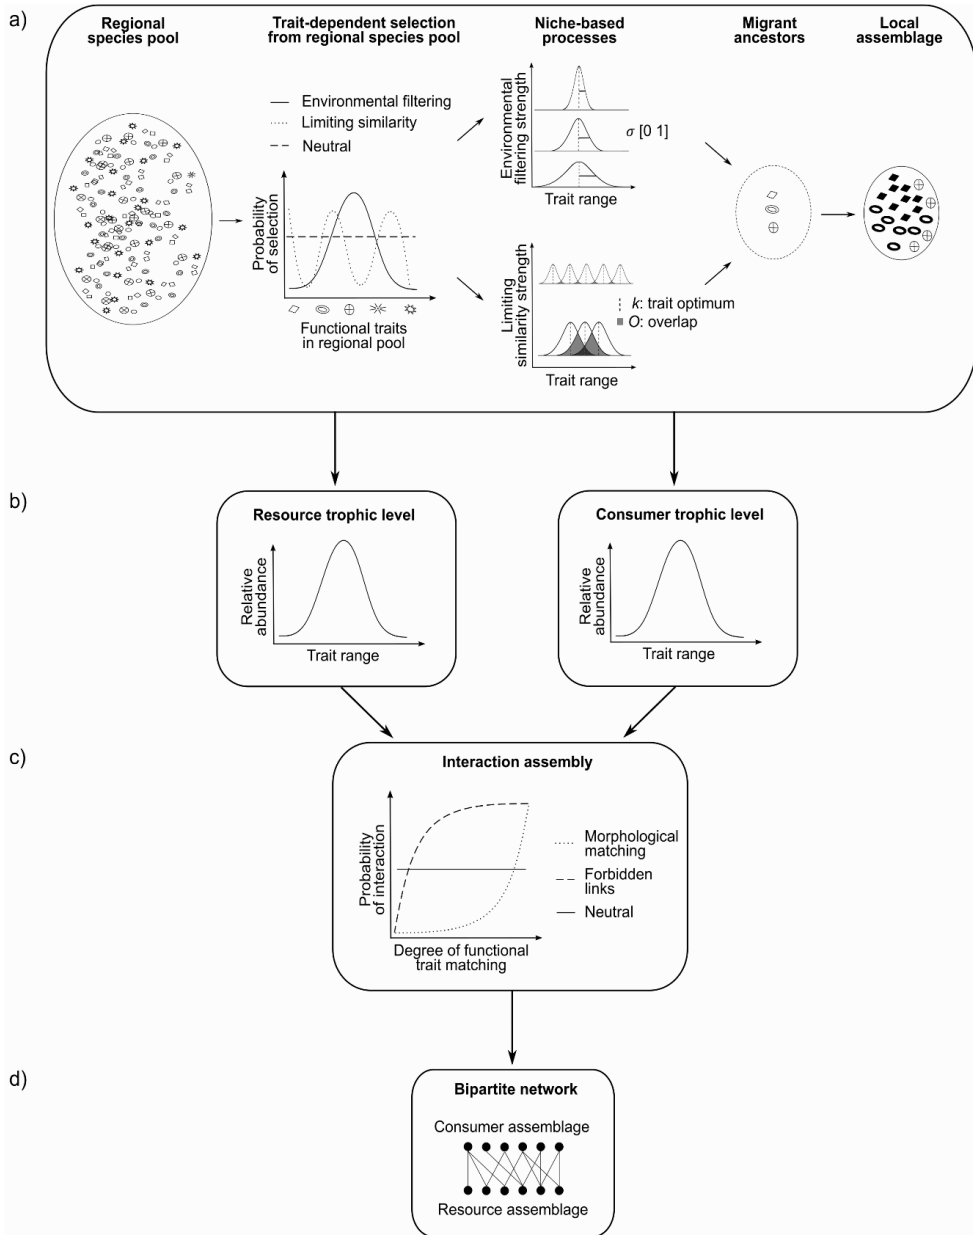 a)
Regional
species pool
Trait-dependent selection
from regional species pool
Niche-based
processes
Migrant
ancestors
Local
assemblage
Environmental filtering
Limiting similarity
Neutral
Probability
of selection
Functional traits
in regional pool
Environmental
filtering strength
σ [0 1]
Trait range
Limiting
similarity strength
k: trait optimum
O: overlap
Trait range
b)
Resource trophic level
Relative
abundance
Trait range
Consumer trophic level
Relative
abundance
Trait range
c)
Interaction assembly
Probability
of interaction
Degree of functional
trait matching
Morphological
matching
Forbidden
links
Neutral
d)
Bipartite network
Consumer assemblage
Resource assemblage